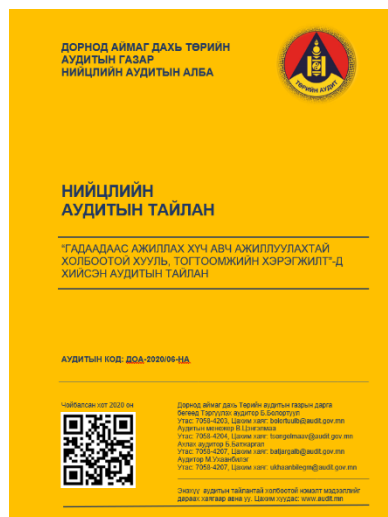 ДОРНОД АЙМАГ ДАХЬ ТӨРИЙН
АУДИТЫН ГАЗАР
НИЙЦЛИЙН АУДИТЫН АЛБА
ТӨРИЙН АУДИТ
НИЙЦЛИЙН
АУДИТЫН ТАЙЛАН
"ГАДААДААС АЖИЛЛАХ ХҮЧ АВЧ АЖИЛЛУУЛАХТАЙ
ХОЛБООТОЙ ХУУЛЬ, ТОГТООМЖИЙН ХЭРЭГЖИЛТ"-Д
ХИЙСЭН АУДИТЫН ТАЙЛАН
АУДИТЫН КОД: ДОА-2020/06-НА
Чойбалсан хот 2020 он
Дорнод аймаг дахь Төрийн аудитын газрын дарга
бөгөөд Тэргүүлэх аудитор Б.Болортуул
Утас: 7058-4203, Цахим хаяг: bolortuulb@audit.gov.mn
Аудитын менежер В.Цэнгэлмаа
Утас: 7058-4204, Цахим хаяг: tsengelmaav@audit.gov.mn
Ахлах аудитор Б.Батжаргал
Утас: 7058-4207, Цахим хаяг: batjargalb@audit.gov.mn
Аудитор М.Ухаанбилэг
Утас: 7058-4207, Цахим хаяг: ukhaanbilegm@audit.gov.mn
Энэхүү аудитын тайлантай холбоотой нэмэлт мэдээллийг
дараах хаягаар авна уу. Цахим хуудас: www.audit.mn